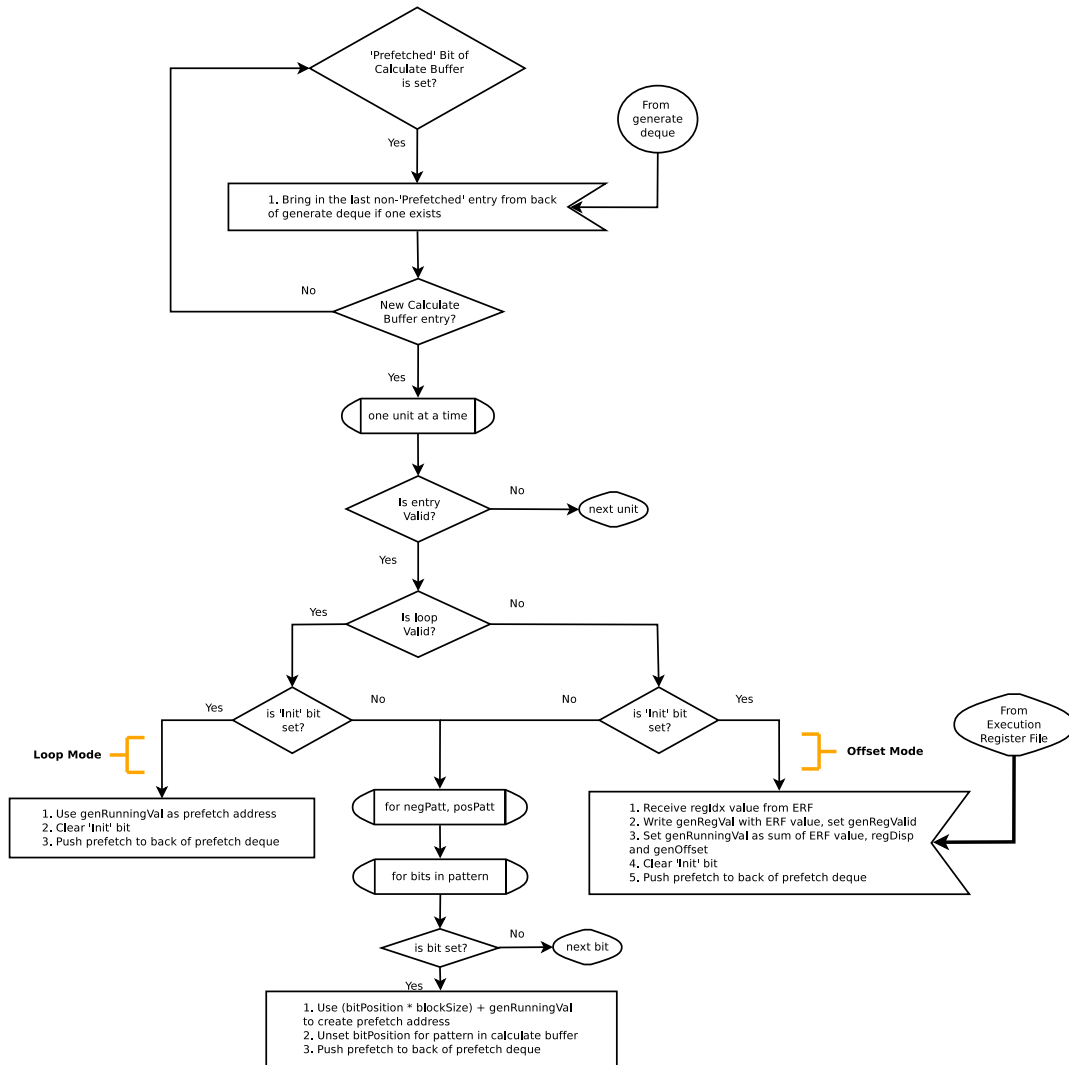 'Prefetched' Bit of
Calculate Buffer
is set?
From
generate
deque
Yes
1. Bring in the last non-'Prefetched' entry from back
of generate deque if one exists
No
New Calculate
Buffer entry?
Yes
one unit at a time
Is entry
Valid?
No
next unit
Yes
Is loop
Valid?
Yes
No
is 'Init' bit
set?
Yes
No
is 'Init' bit
set?
No
Yes
From
Execution
Register File
Loop Mode
Offset Mode
1. Use genRunningVal as prefetch address
2. Clear 'Init' bit
3. Push prefetch to back of prefetch deque
for negPatt, posPatt
1. Receive regIdx value from ERF
2. Write genRegVal with ERF value, set genRegValid
3. Set genRunningVal as sum of ERF value, regDisp
and genOffset
4. Clear 'Init' bit
5. Push prefetch to back of prefetch deque
for bits in pattern
is bit set?
No
next bit
Yes
1. Use (bitPosition * blockSize) + genRunningVal
to create prefetch address
2. Unset bitPosition for pattern in calculate buffer
3. Push prefetch to back of prefetch deque